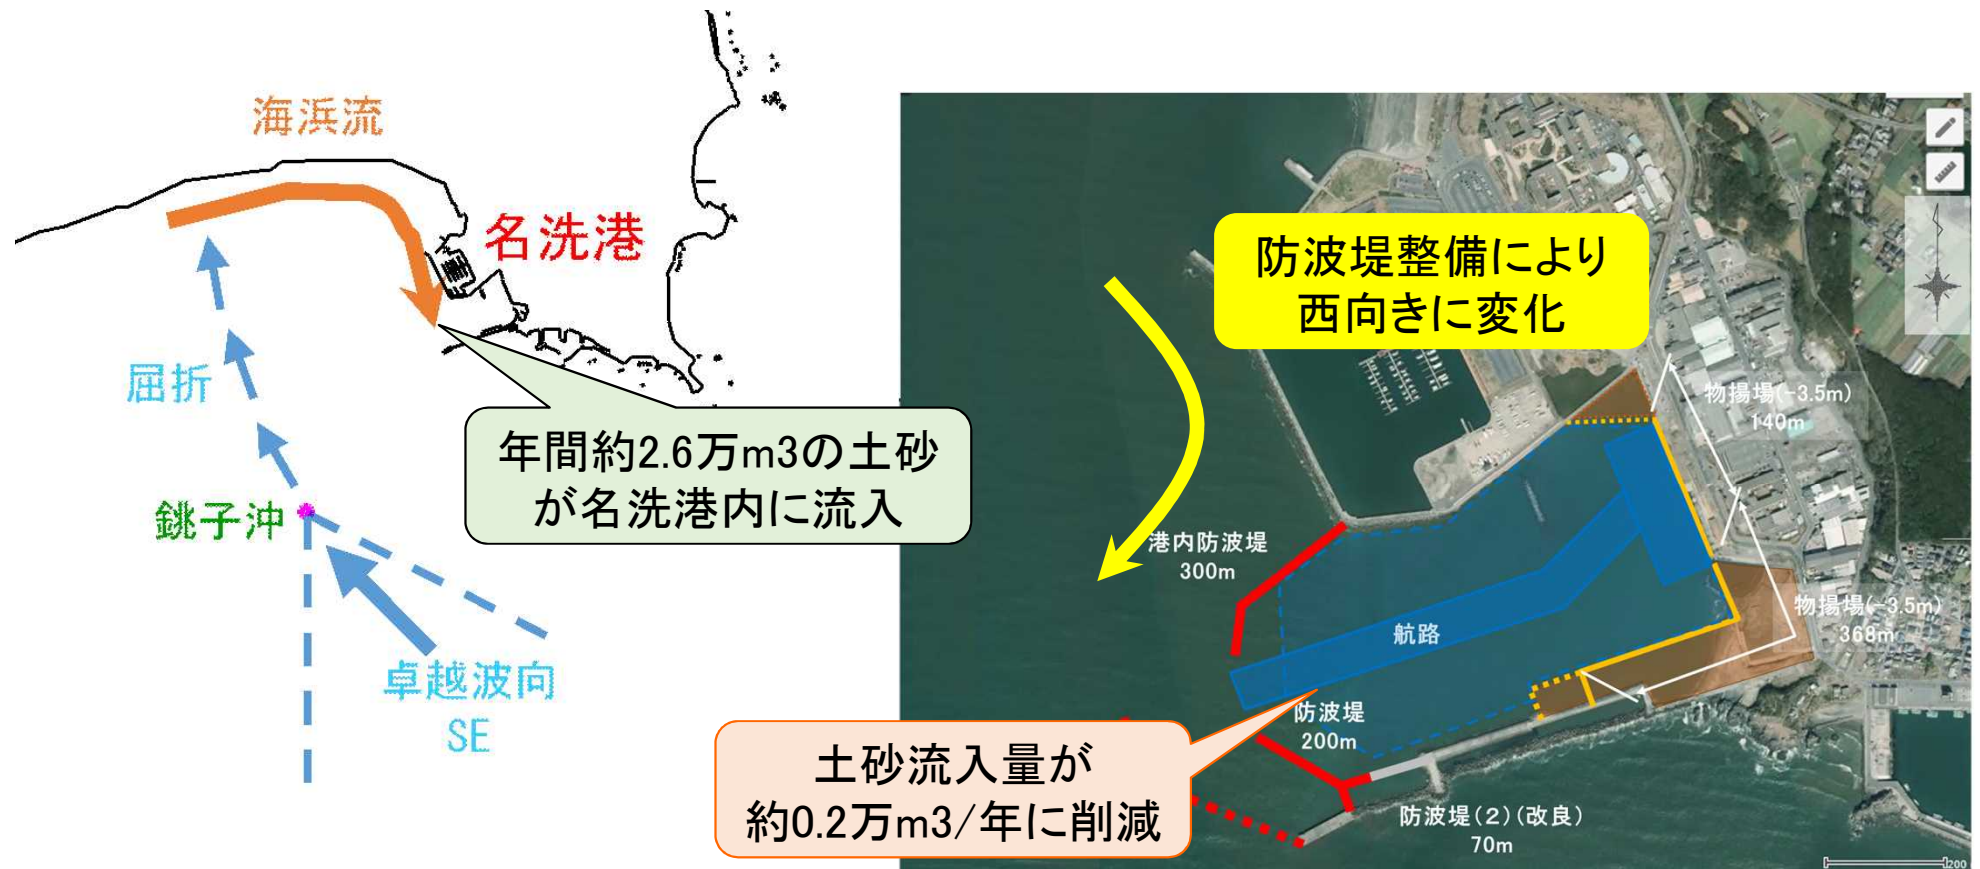 海浜流
名洗港
屈折
銚子沖
卓越波向
SE
年間約2.6万m3の土砂
が名洗港内に流入
防波堤整備により
西向きに変化
物揚場(-3.5m)
140m
港内防波堤
300m
物揚場(-3.5m)
368m
航路
防波堤
200m
土砂流入量が
約0.2万m3/年に削減
防波堤(2)(改良)
70m
200